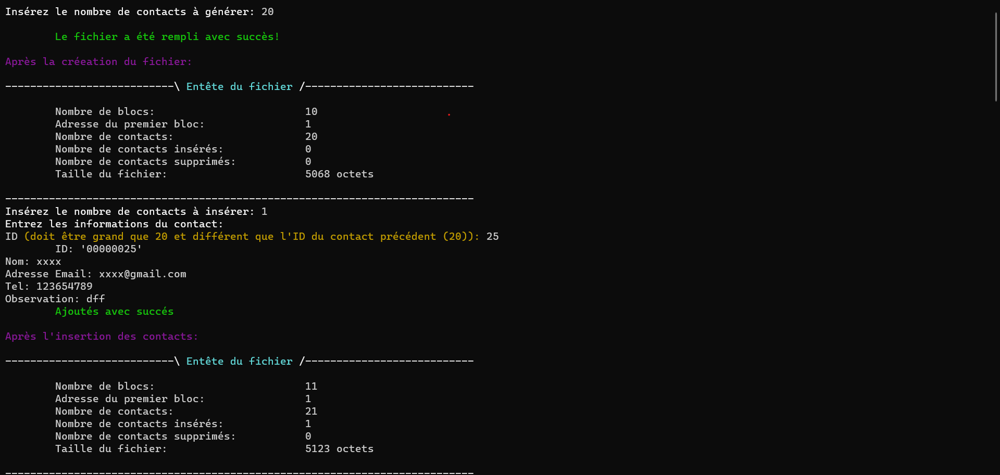 Insérez le nombre de contacts à générer: 20
Le fichier a été rempli avec succès!
Après la créeation du fichier:
---------------------------\ Entête du fichier /---------------------------
Nombre de blocs: 10
Adresse du premier bloc: 1
Nombre de contacts: 20
Nombre de contacts insérés: 0
Nombre de contacts supprimés: 0
Taille du fichier: 5068 octets
---------------------------------------------------------------------------
Insérez le nombre de contacts à insérer: 1
Entrez les informations du contact:
ID (doit être grand que 20 et différent que l'ID du contact précédent (20)): 25
ID: '00000025'
Nom: xxxx
Adresse Email: xxxx@gmail.com
Tel: 123654789
Observation: dff
Ajoutés avec succés
Après l'insertion des contacts:
---------------------------\ Entête du fichier /---------------------------
Nombre de blocs: 11
Adresse du premier bloc: 1
Nombre de contacts: 21
Nombre de contacts insérés: 1
Nombre de contacts supprimés: 0
Taille du fichier: 5123 octets
---------------------------------------------------------------------------